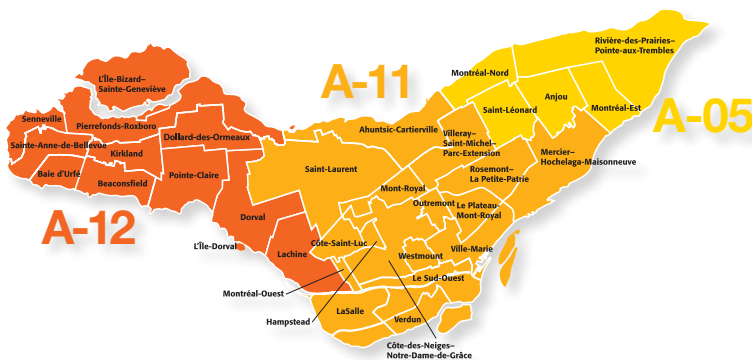 Rivière-des-Prairies–
Pointe-aux-Trembles
L'Île-Bizard–
Sainte-Geneviève
A-11
Montréal-Nord
Anjou
Senneville
Saint-Léonard
Montréal-Est
A-05
Pierrefonds-Roxboro
Ahuntsic-Cartierville
Villeray–
Saint-Michel–
Parc-Extension
Dollard-des-Ormeaux
Sainte-Anne-de-Bellevue
Kirkland
Mercier–
Hochelaga-Maisonneuve
Saint-Laurent
Rosemont–
La Petite-Patrie
Baie d'Urfé
Beaconsfield
Pointe-Claire
Mont-Royal
Outremont
Le Plateau-
Mont-Royal
A-12
Dorval
L'Île-Dorval
Lachine
Côte-Saint-Luc
Ville-Marie
Westmount
Le Sud-Ouest
Montréal-Ouest
LaSalle
Hampstead
Verdun
Côte-des-Neiges–
Notre-Dame-de-Grâce